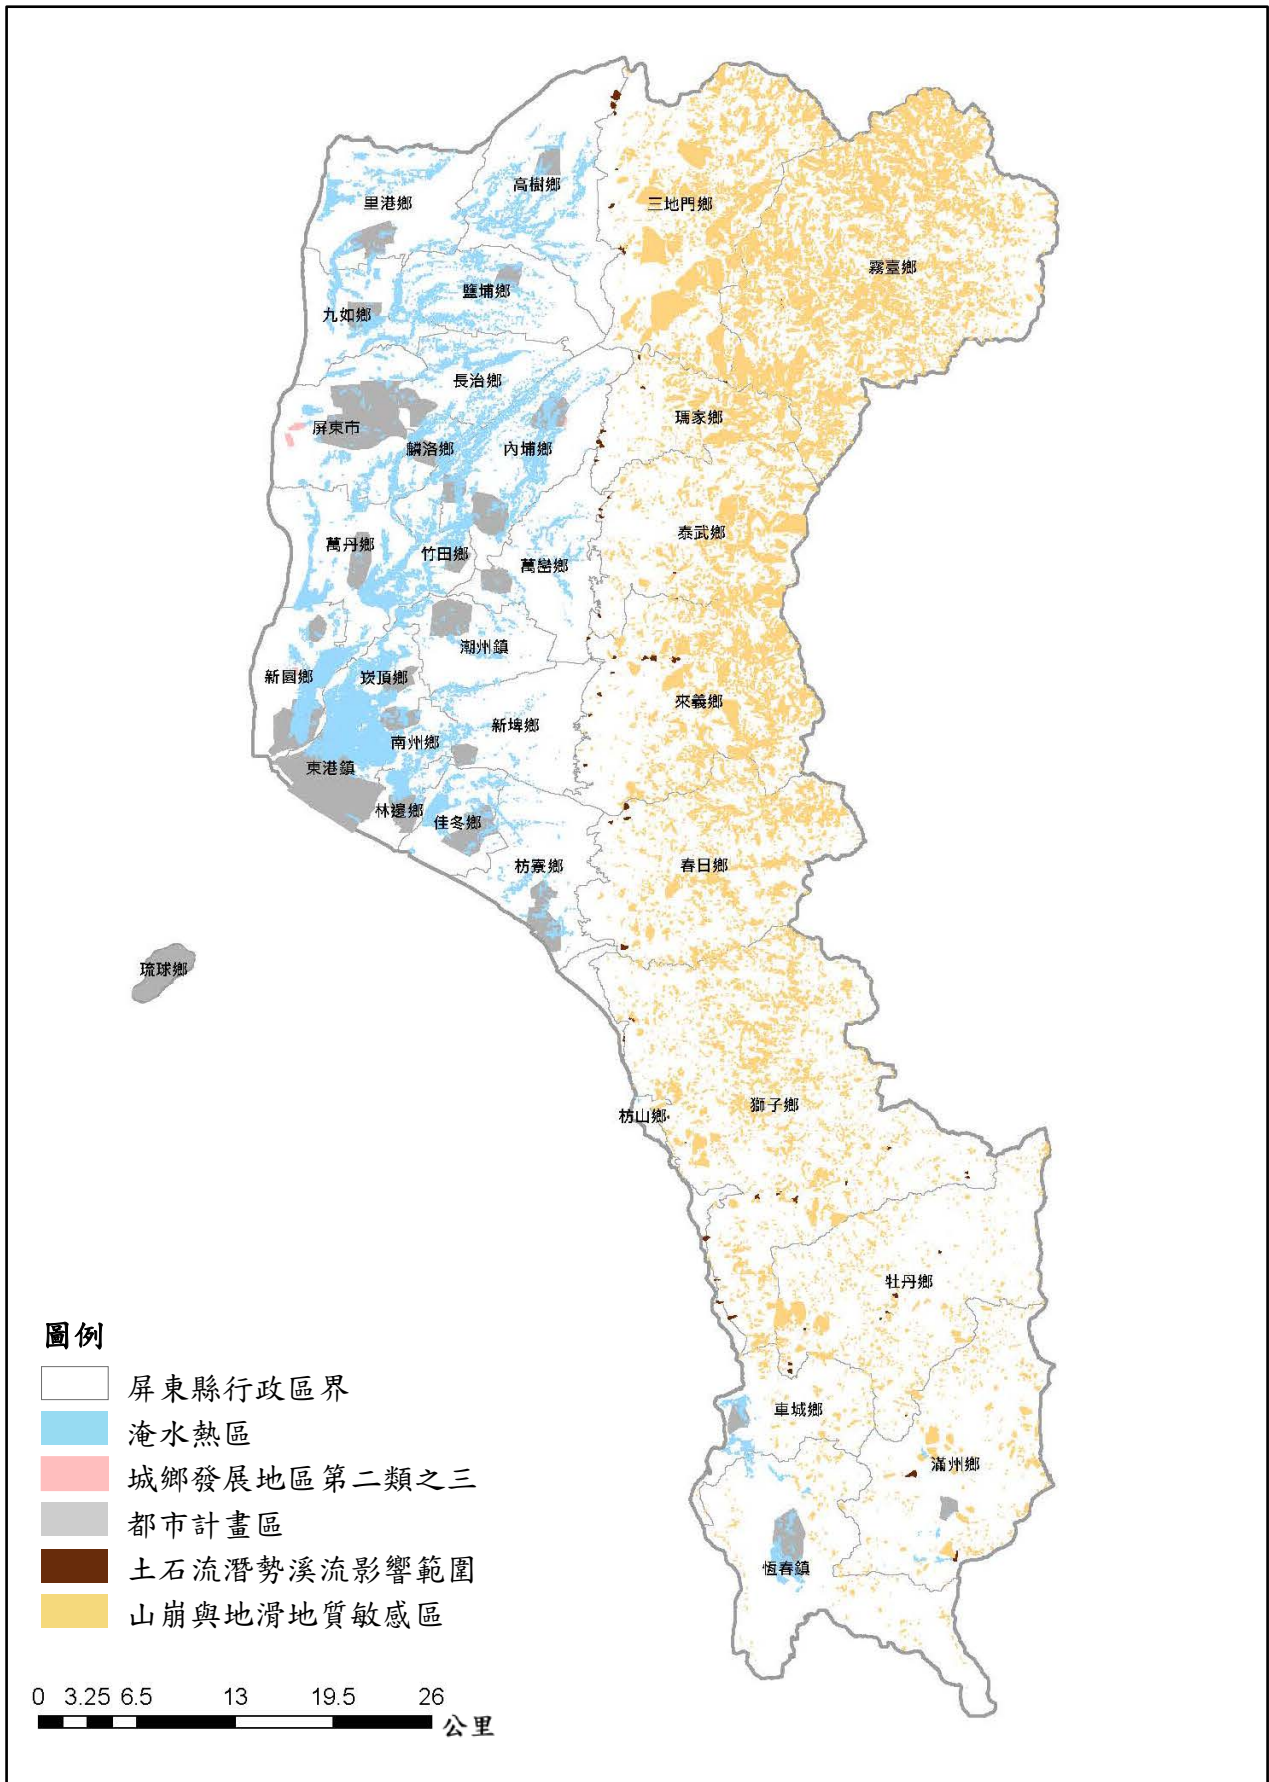 高樹鄉
里港鄉
三地門鄉
霧臺鄉
鹽埔鄉
九如鄉
長治鄉
瑪家鄉
屏東市
麟洛鄉
內埔鄉
泰武鄉
萬丹鄉
竹田鄉
萬巒鄉
潮州鎮
新園鄉
崁頂鄉
來義鄉
新埤鄉
南州鄉
東港鎮
林邊鄉
佳冬鄉
枋寮鄉
春日鄉
琉球鄉
獅子鄉
枋山鄉
牡丹鄉
車城鄉
滿州鄉
恆春鎮
圖例
屏東縣行政區界
淹水熱區
城鄉發展地區第二類之三
都市計畫區
土石流潛勢溪流影響範圍
山崩與地滑地質敏感區
0 3.25 6.5 13 19.5 26
公里